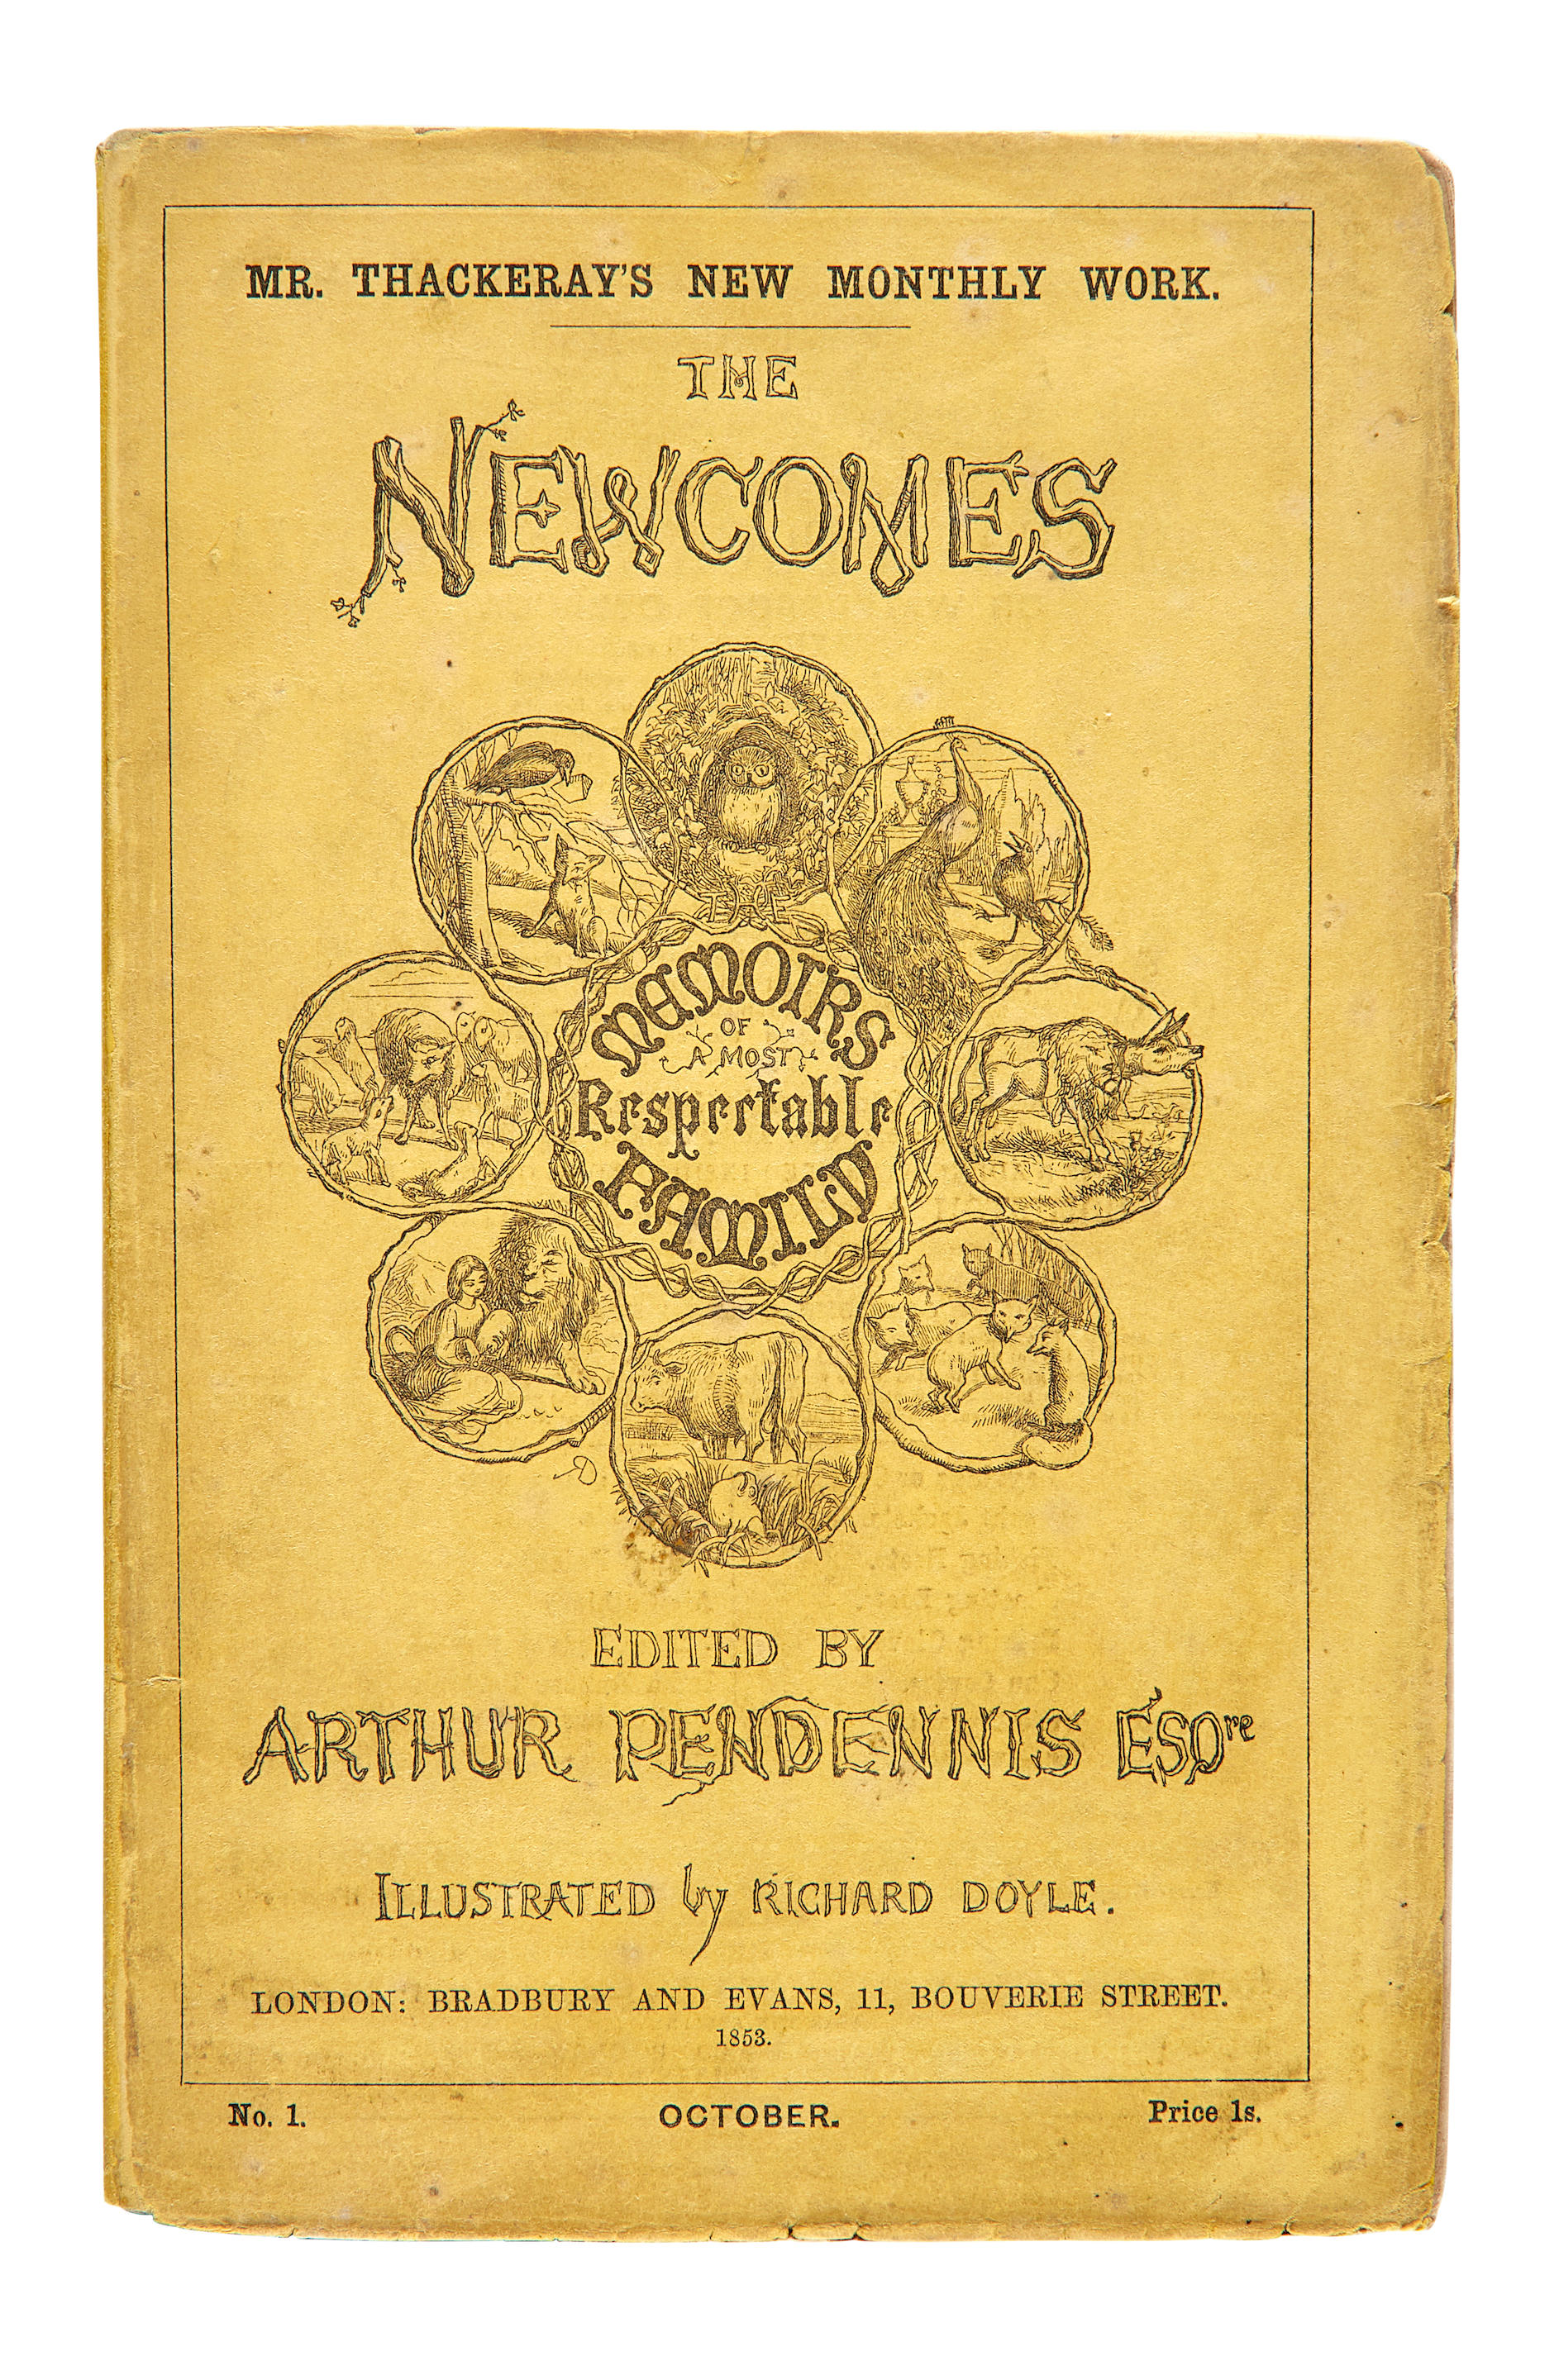 MR. THACKERAY'S NEW MONTHLY WORK.
THE
NEWCOMES
THE
MEMOIRS
OF
A MOST
Respectable
FAMILY
EDITED BY
ARTHUR PENDENNIS ESQre
ILLUSTRATED by RICHARD DOYLE.
LONDON: BRADBURY AND EVANS, 11, BOUVERIE STREET.
1853.
No. 1. OCTOBER. Price 1s.